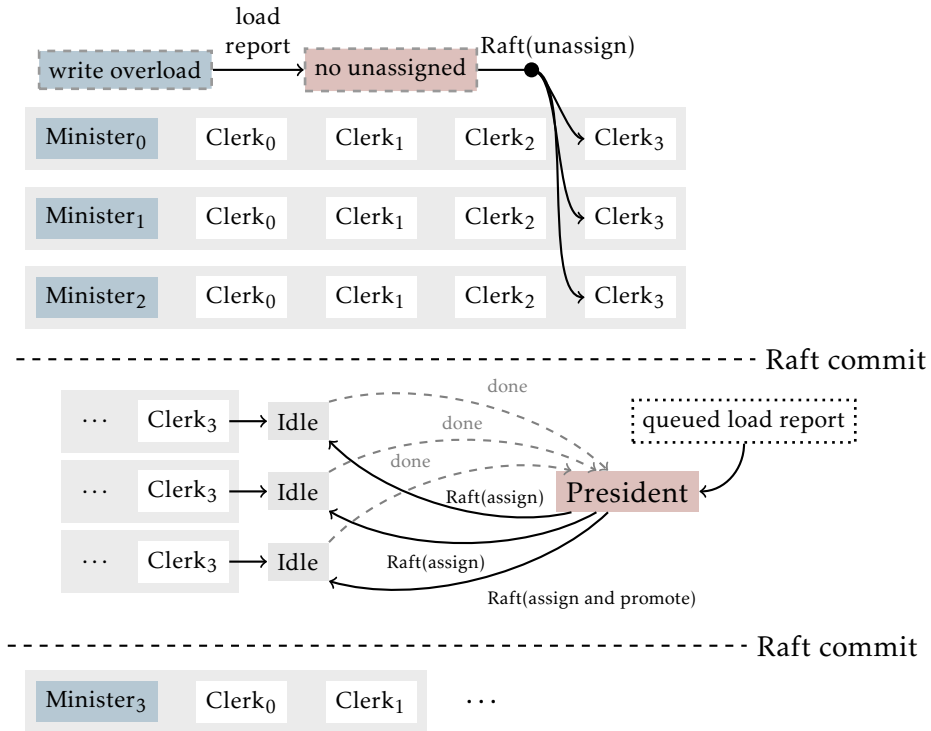 load
report
write overload
no unassigned
Raft(unassign)
Minister₀ Clerk₀ Clerk₁ Clerk₂ Clerk₃
Minister₁ Clerk₀ Clerk₁ Clerk₂ Clerk₃
Minister₂ Clerk₀ Clerk₁ Clerk₂ Clerk₃
Raft commit
done
··· Clerk₃ Idle
queued load report
done
done
··· Clerk₃ Idle
President
Raft(assign)
··· Clerk₃ Idle
Raft(assign)
Raft(assign and promote)
Raft commit
Minister₃ Clerk₀ Clerk₁ ···